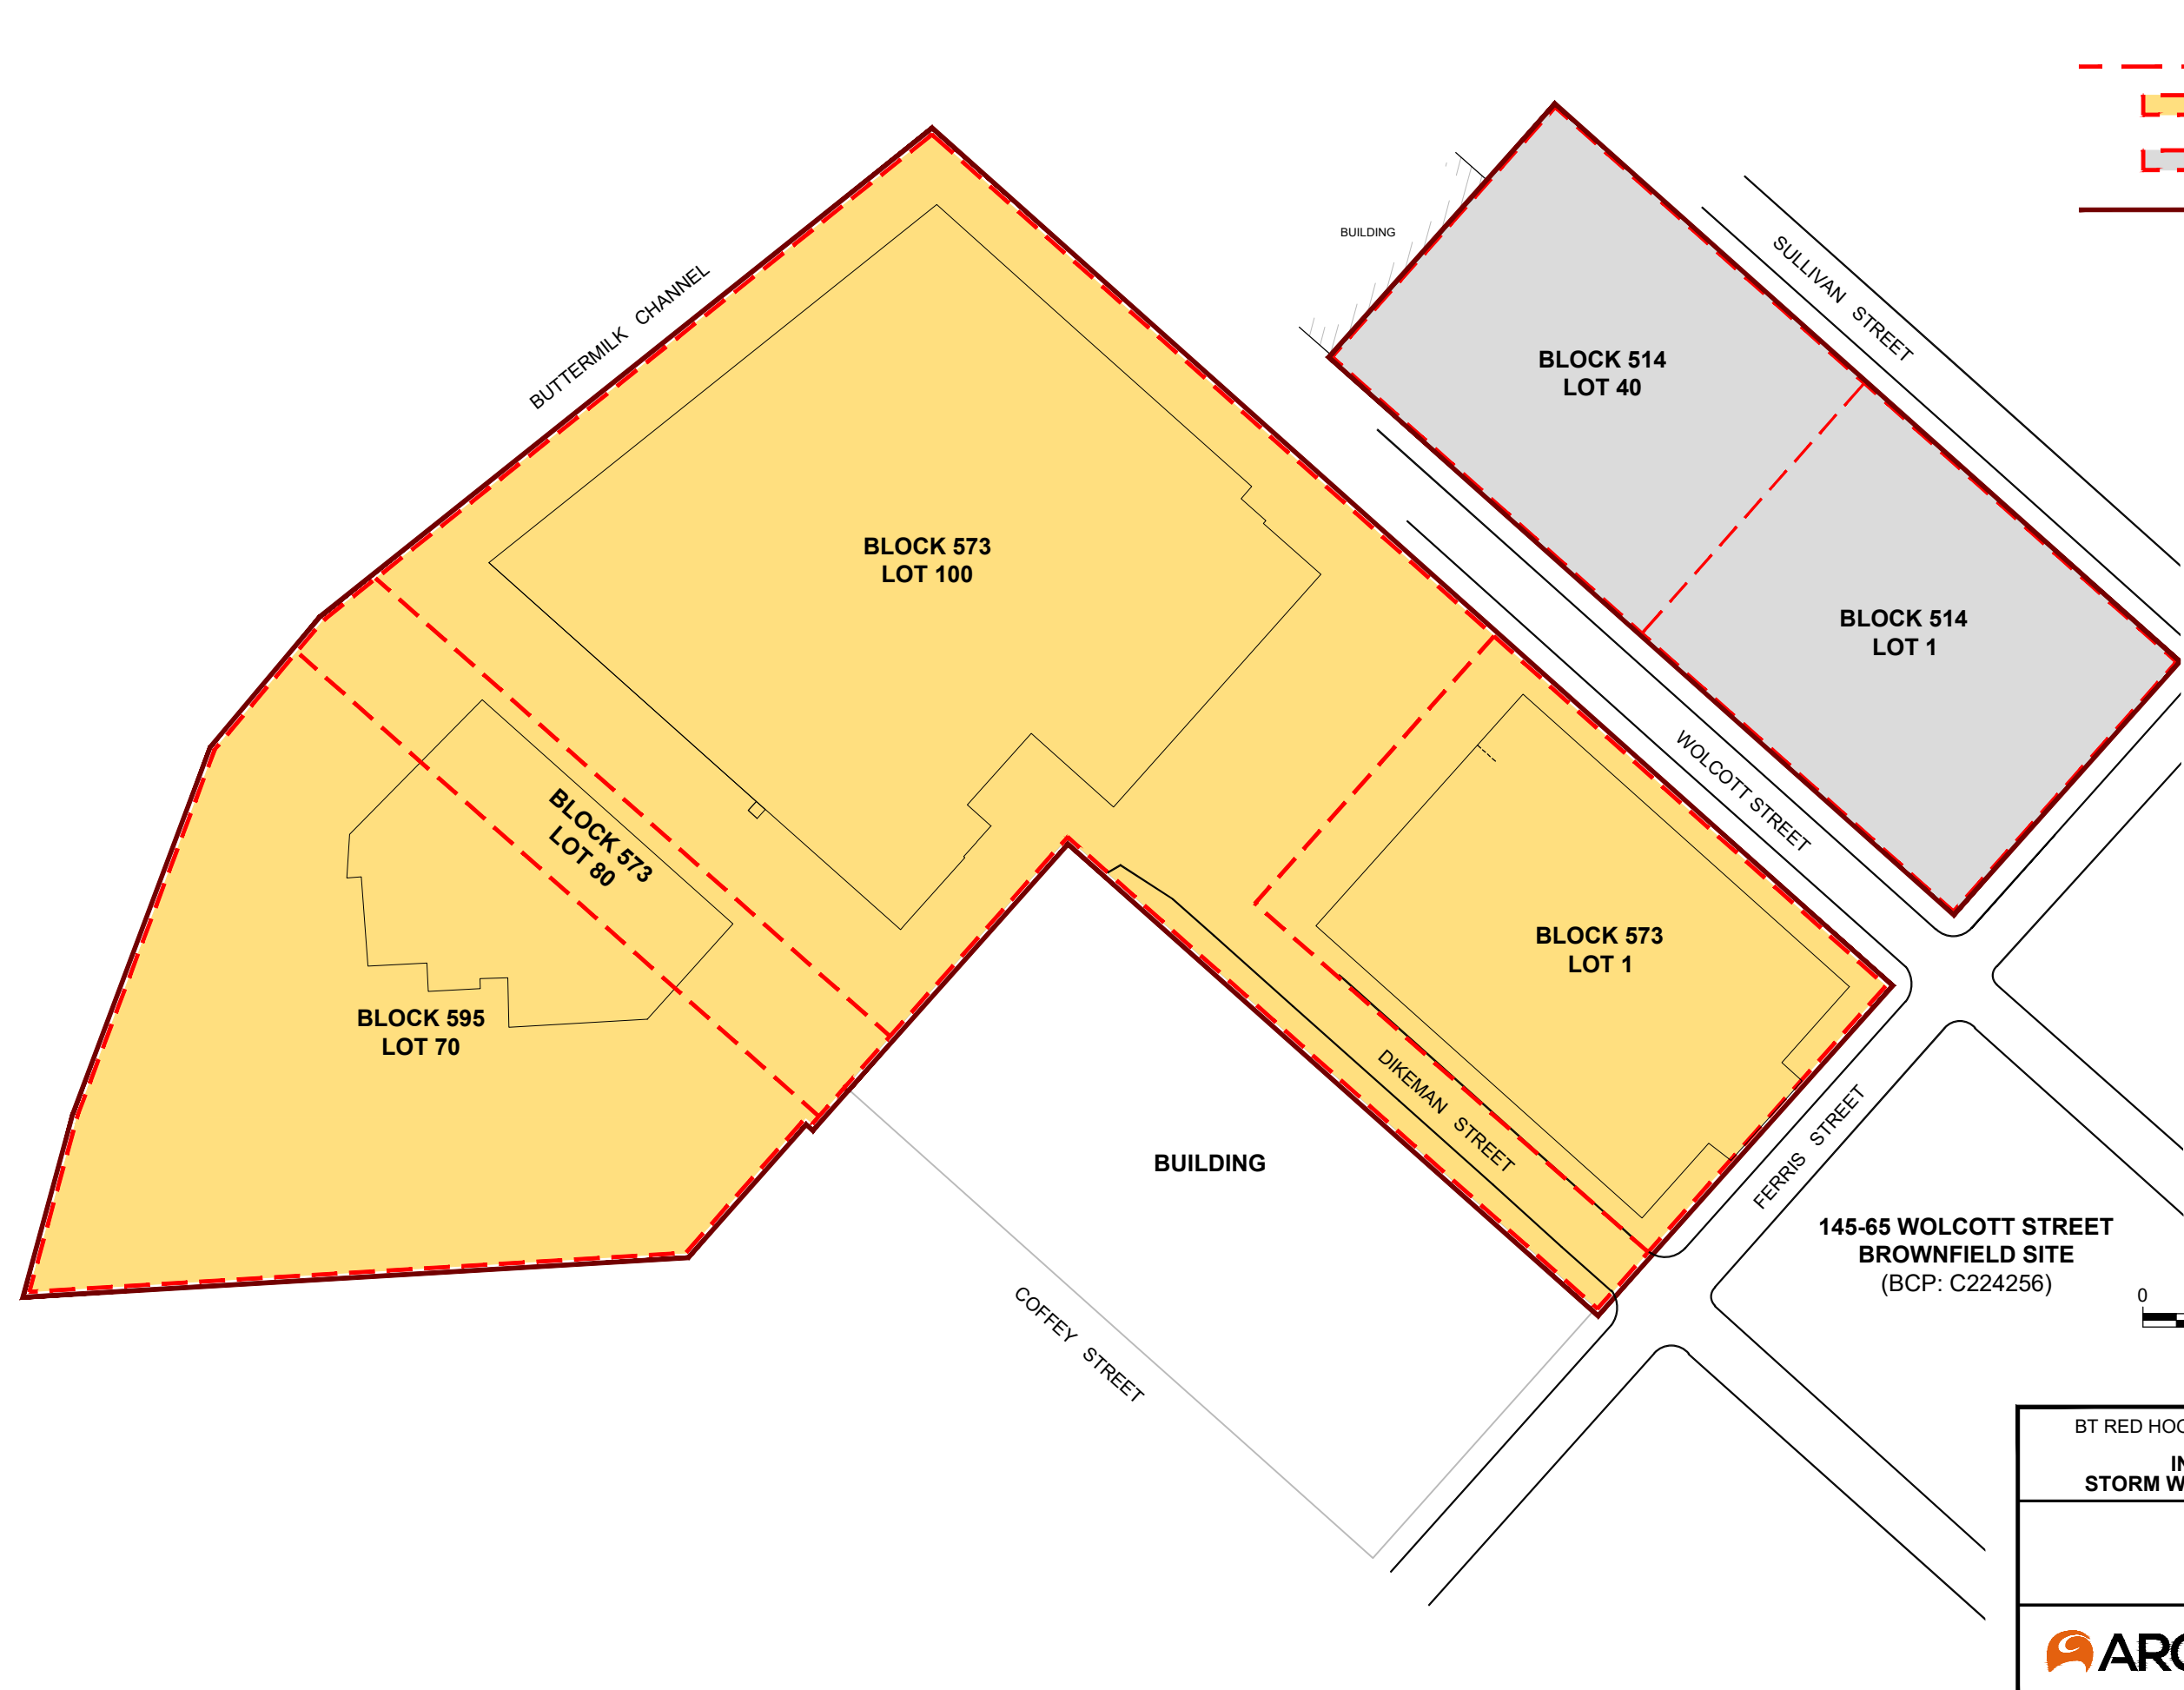 BUILDING
SULLIVAN STREET
BUTTERMILK CHANNEL
BLOCK 514
LOT 40
BLOCK 573
LOT 100
BLOCK 514
LOT 1
WOLCOTT STREET
BLOCK 573
LOT 80
BLOCK 573
LOT 1
BLOCK 595
LOT 70
DIKEMAN STREET
FERRIS STREET
BUILDING
145-65 WOLCOTT STREET
BROWNFIELD SITE
(BCP: C224256)
0
COFFEY STREET
BT RED
STORM